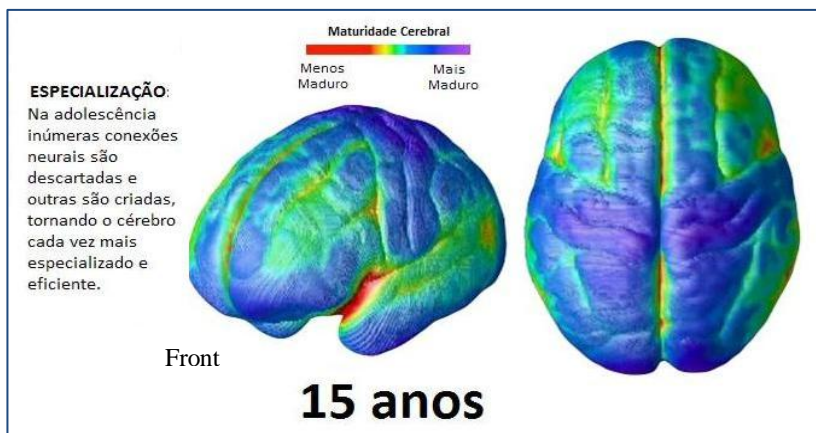 Maturidade Cerebral
Menos
Maduro
Mais
Maduro
ESPECIALIZAÇÃO:
Na adolescência
inúmeras conexões
neurais são
descartadas e
outras são criadas,
tornando o cérebro
cada vez mais
especializado e
eficiente.
Front
15 anos